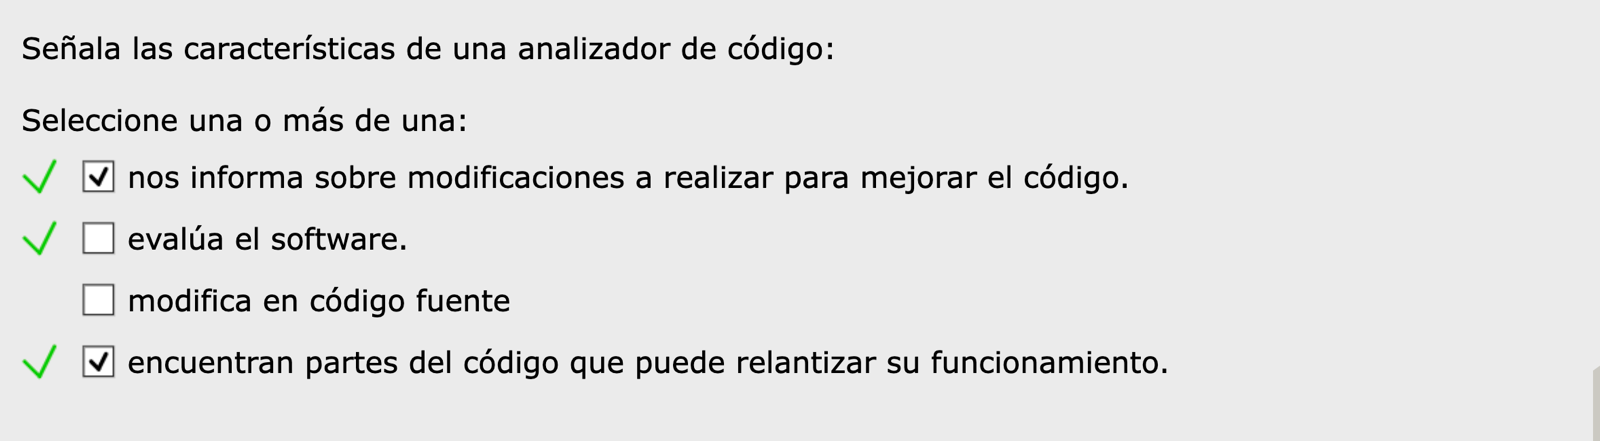 Señala las características de una analizador de código:
Seleccione una o más de una:
nos informa sobre modificaciones a realizar para mejorar el código.
evalúa el software.
modifica en código fuente
encuentran partes del código que puede relantizar su funcionamiento.